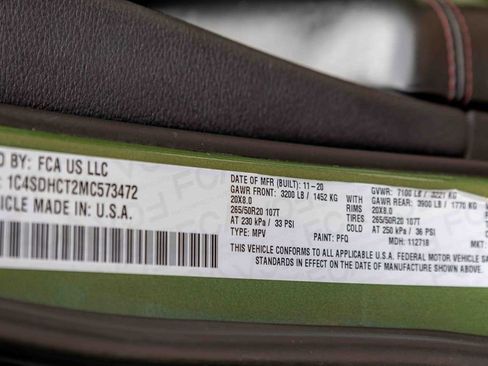 BY: FCA US LLC
1C4SDHCT2MC573472
VEHICLE MADE IN U.S.A.
DATE OF MFR (BUILT): 11-20
GAWR FRONT: 3200 LB / 1452 KG WITH
20X8.0 RIMS
265/50R20 107T TIRES
AT 230 kPa / 33 PSI COLD
TYPE: MPV PAINT: PFQ
GVWR: 7100 LB / 3221 KG
GAWR REAR: 3900 LB / 1770 KG
20X8.0
265/50R20 107T
AT 250 kPa / 36 PSI
MDH: 112718
THIS VEHICLE CONFORMS TO ALL APPLICABLE U.S.A. FEDERAL MOTOR VEHICLE SA
STANDARDS IN EFFECT ON THE DATE OF MANUFACTURE SHOWN ABOVE.